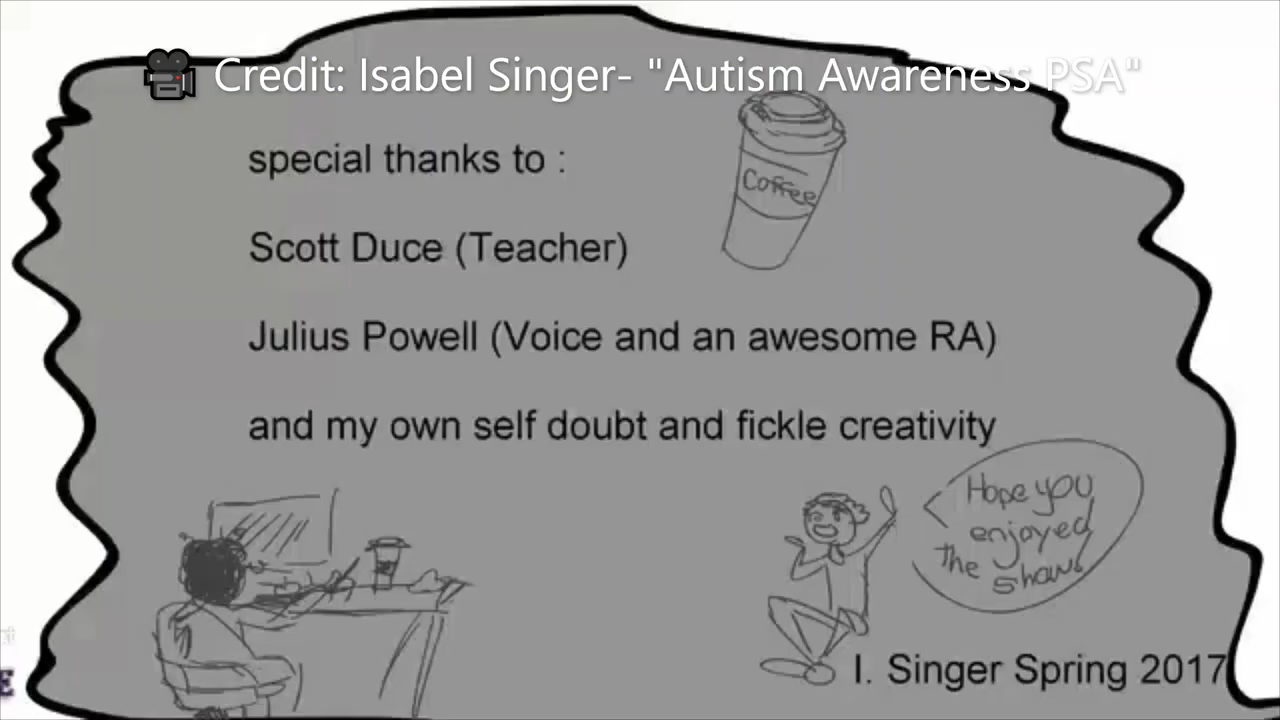 Credit: Isabel Singer- "Autism Awareness PSA"
special thanks to :
Coffee
Scott Duce (Teacher)
Julius Powell (Voice and an awesome RA)
and my own self doubt and fickle creativity
Hope you
enjoyed
the show!
I. Singer Spring 2017
E